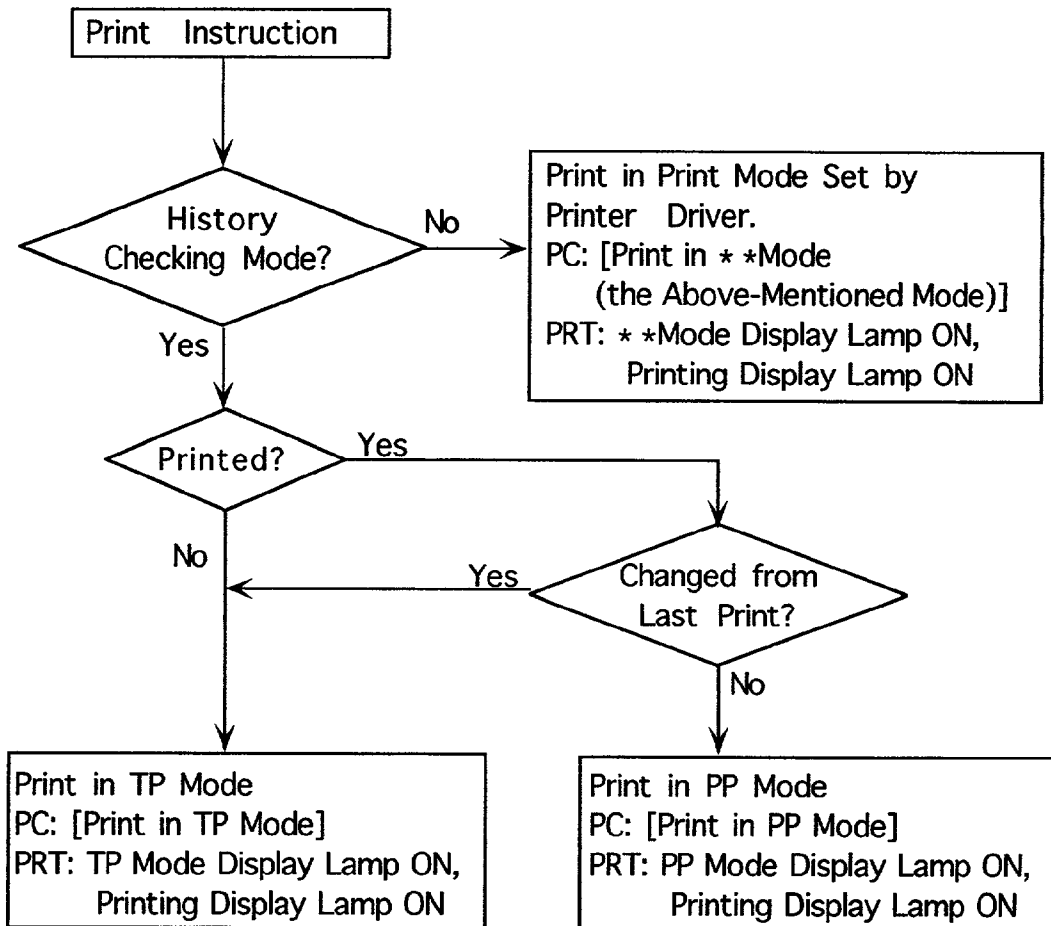 Print Instruction
History
Checking Mode?
No
Print in Print Mode Set by
Printer Driver.
PC: [Print in * *Mode
(the Above-Mentioned Mode)]
PRT: * *Mode Display Lamp ON,
Printing Display Lamp ON
Yes
Printed?
Yes
No
Yes
Changed from
Last Print?
No
Print in TP Mode
PC: [Print in TP Mode]
PRT: TP Mode Display Lamp ON,
Printing Display Lamp ON
Print in PP Mode
PC: [Print in PP Mode]
PRT: PP Mode Display Lamp ON,
Printing Display Lamp ON